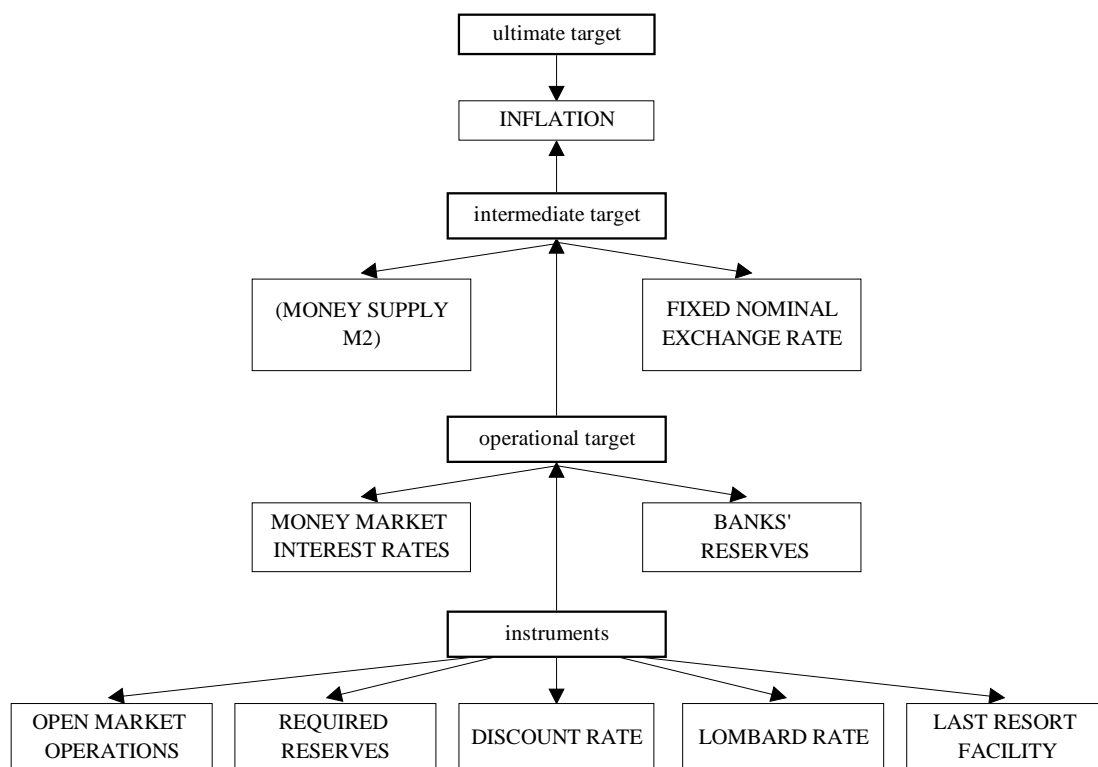 ultimate target
INFLATION
intermediate target
(MONEY SUPPLY
M2)
FIXED NOMINAL
EXCHANGE RATE
operational target
MONEY MARKET
INTEREST RATES
BANKS'
RESERVES
instruments
OPEN MARKET
OPERATIONS
REQUIRED
RESERVES
DISCOUNT RATE
LOMBARD RATE
LAST RESORT
FACILITY